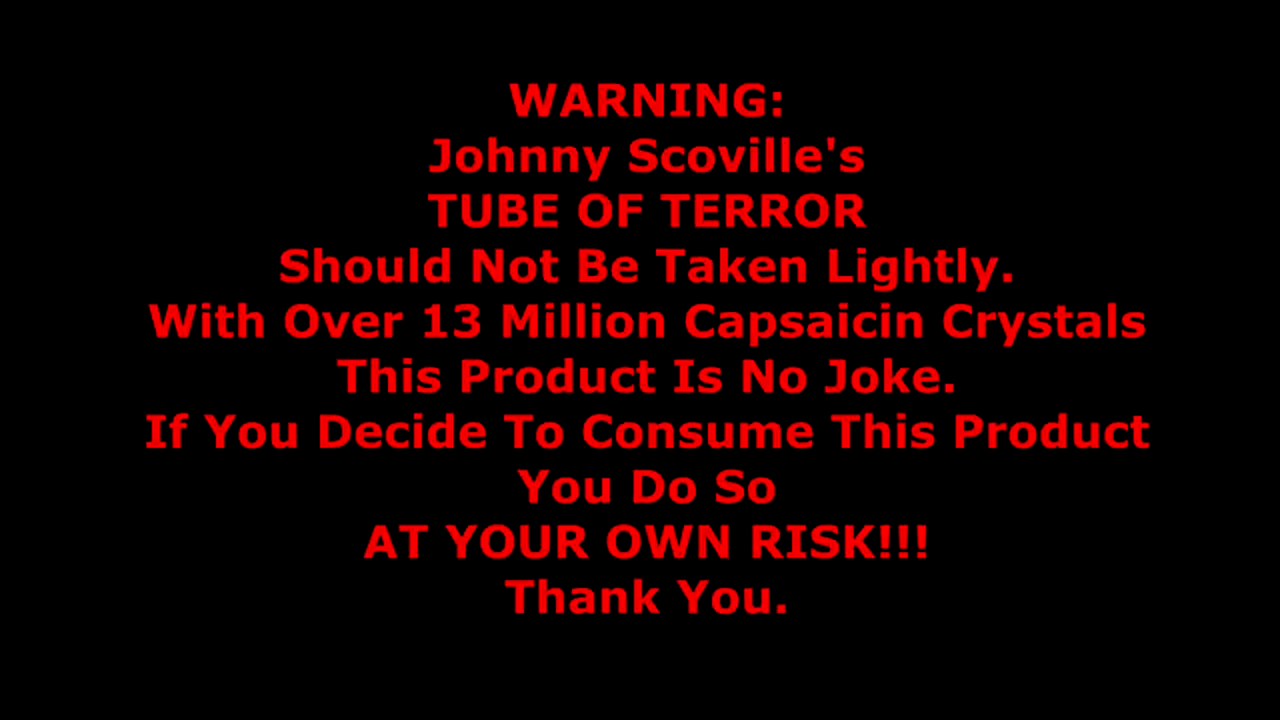 WARNING:
Johnny Scoville's
TUBE OF TERROR
Should Not Be Taken Lightly.
With Over 13 Million Capsaicin Crystals
This Product Is No Joke.
If You Decide To Consume This Product
You Do So
AT YOUR OWN RISK!!!
Thank You.